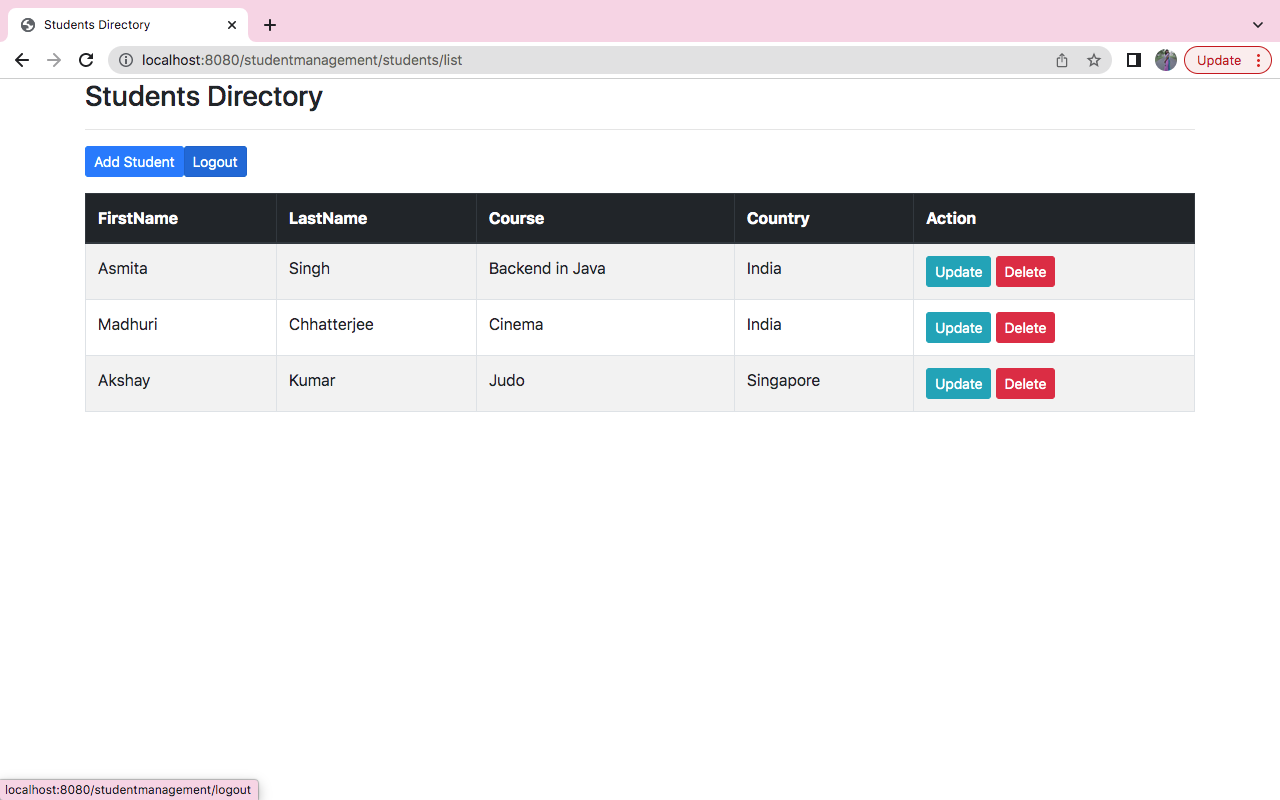 Students Directory
localhost:8080/studentmanagement/students/list
Update
Students Directory
Add Student Logout
FirstName LastName Course Country Action
Asmita Singh Backend in Java India Update Delete
Madhuri Chhatterjee Cinema India Update Delete
Akshay Kumar Judo Singapore Update Delete
localhost:8080/studentmanagement/logout